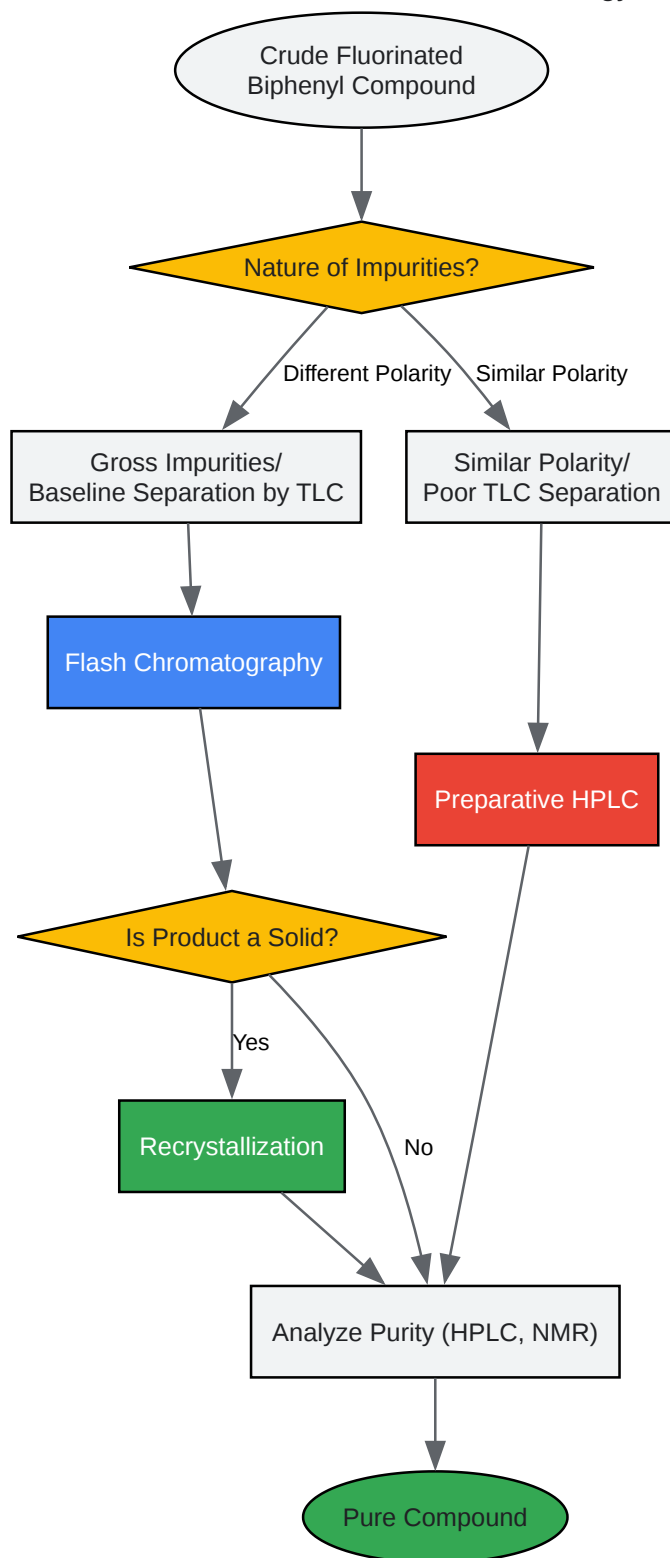 Crude Fluorinated
Biphenyl Compound
Nature of Impurities?
Different Polarity
Similar Polarity
Gross Impurities/
Baseline Separation by TLC
Similar Polarity/
Poor TLC Separation
Flash Chromatography
Preparative HPLC
Is Product a Solid?
Yes
No
Recrystallization
Analyze Purity (HPLC, NMR)
Pure Compound